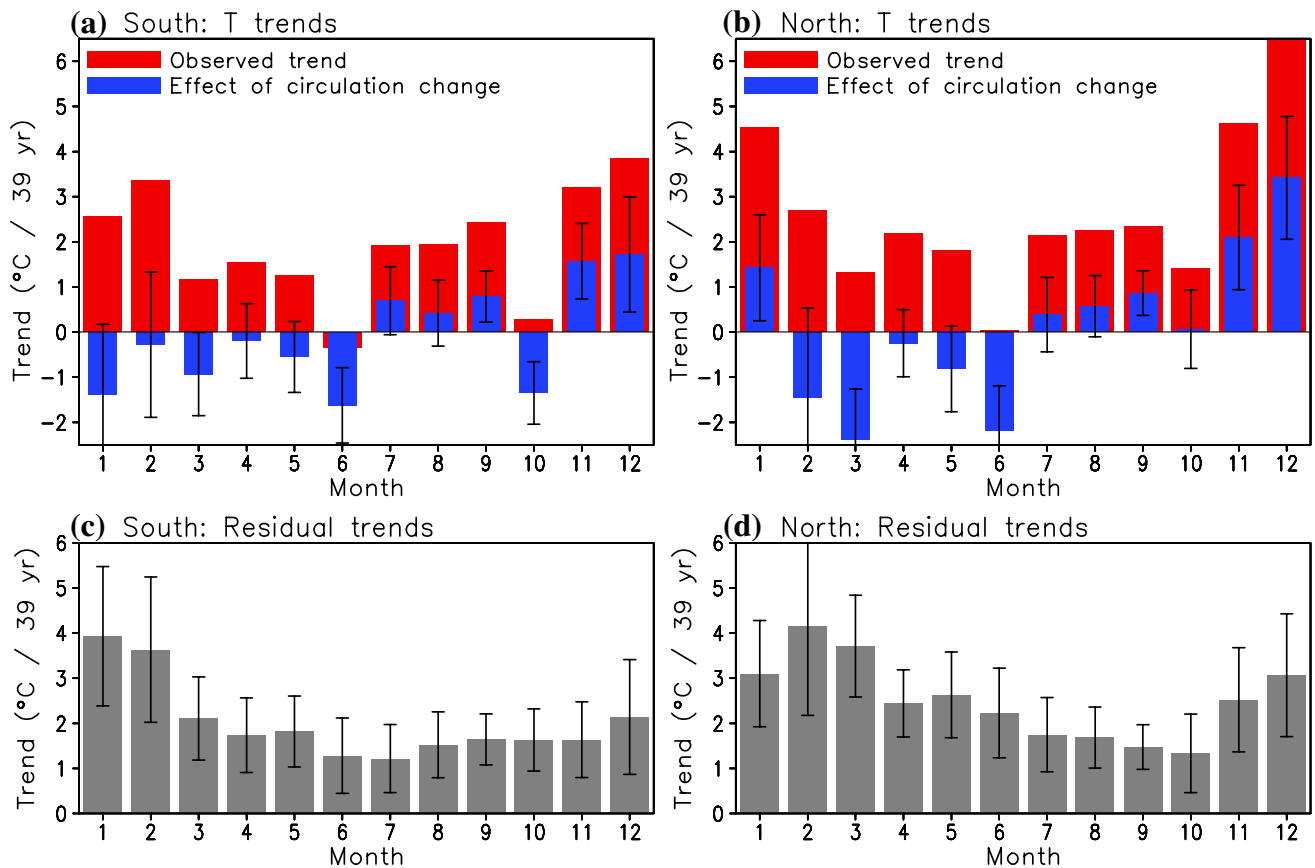 (a) South: T trends
Observed trend
Effect of circulation change
6
5
4
3
2
1
0
−1
−2
Trend (°C / 39 yr)
1 2 3 4 5 6 7 8 9 10 11 12
Month
(b) North: T trends
Observed trend
Effect of circulation change
6
5
4
3
2
1
0
−1
−2
Trend (°C / 39 yr)
1 2 3 4 5 6 7 8 9 10 11 12
Month
(c) South: Residual trends
6
5
4
3
2
1
0
Trend (°C / 39 yr)
1 2 3 4 5 6 7 8 9 10 11 12
Month
(d) North: Residual trends
6
5
4
3
2
1
0
Trend (°C / 39 yr)
1 2 3 4 5 6 7 8 9 10 11 12
Month